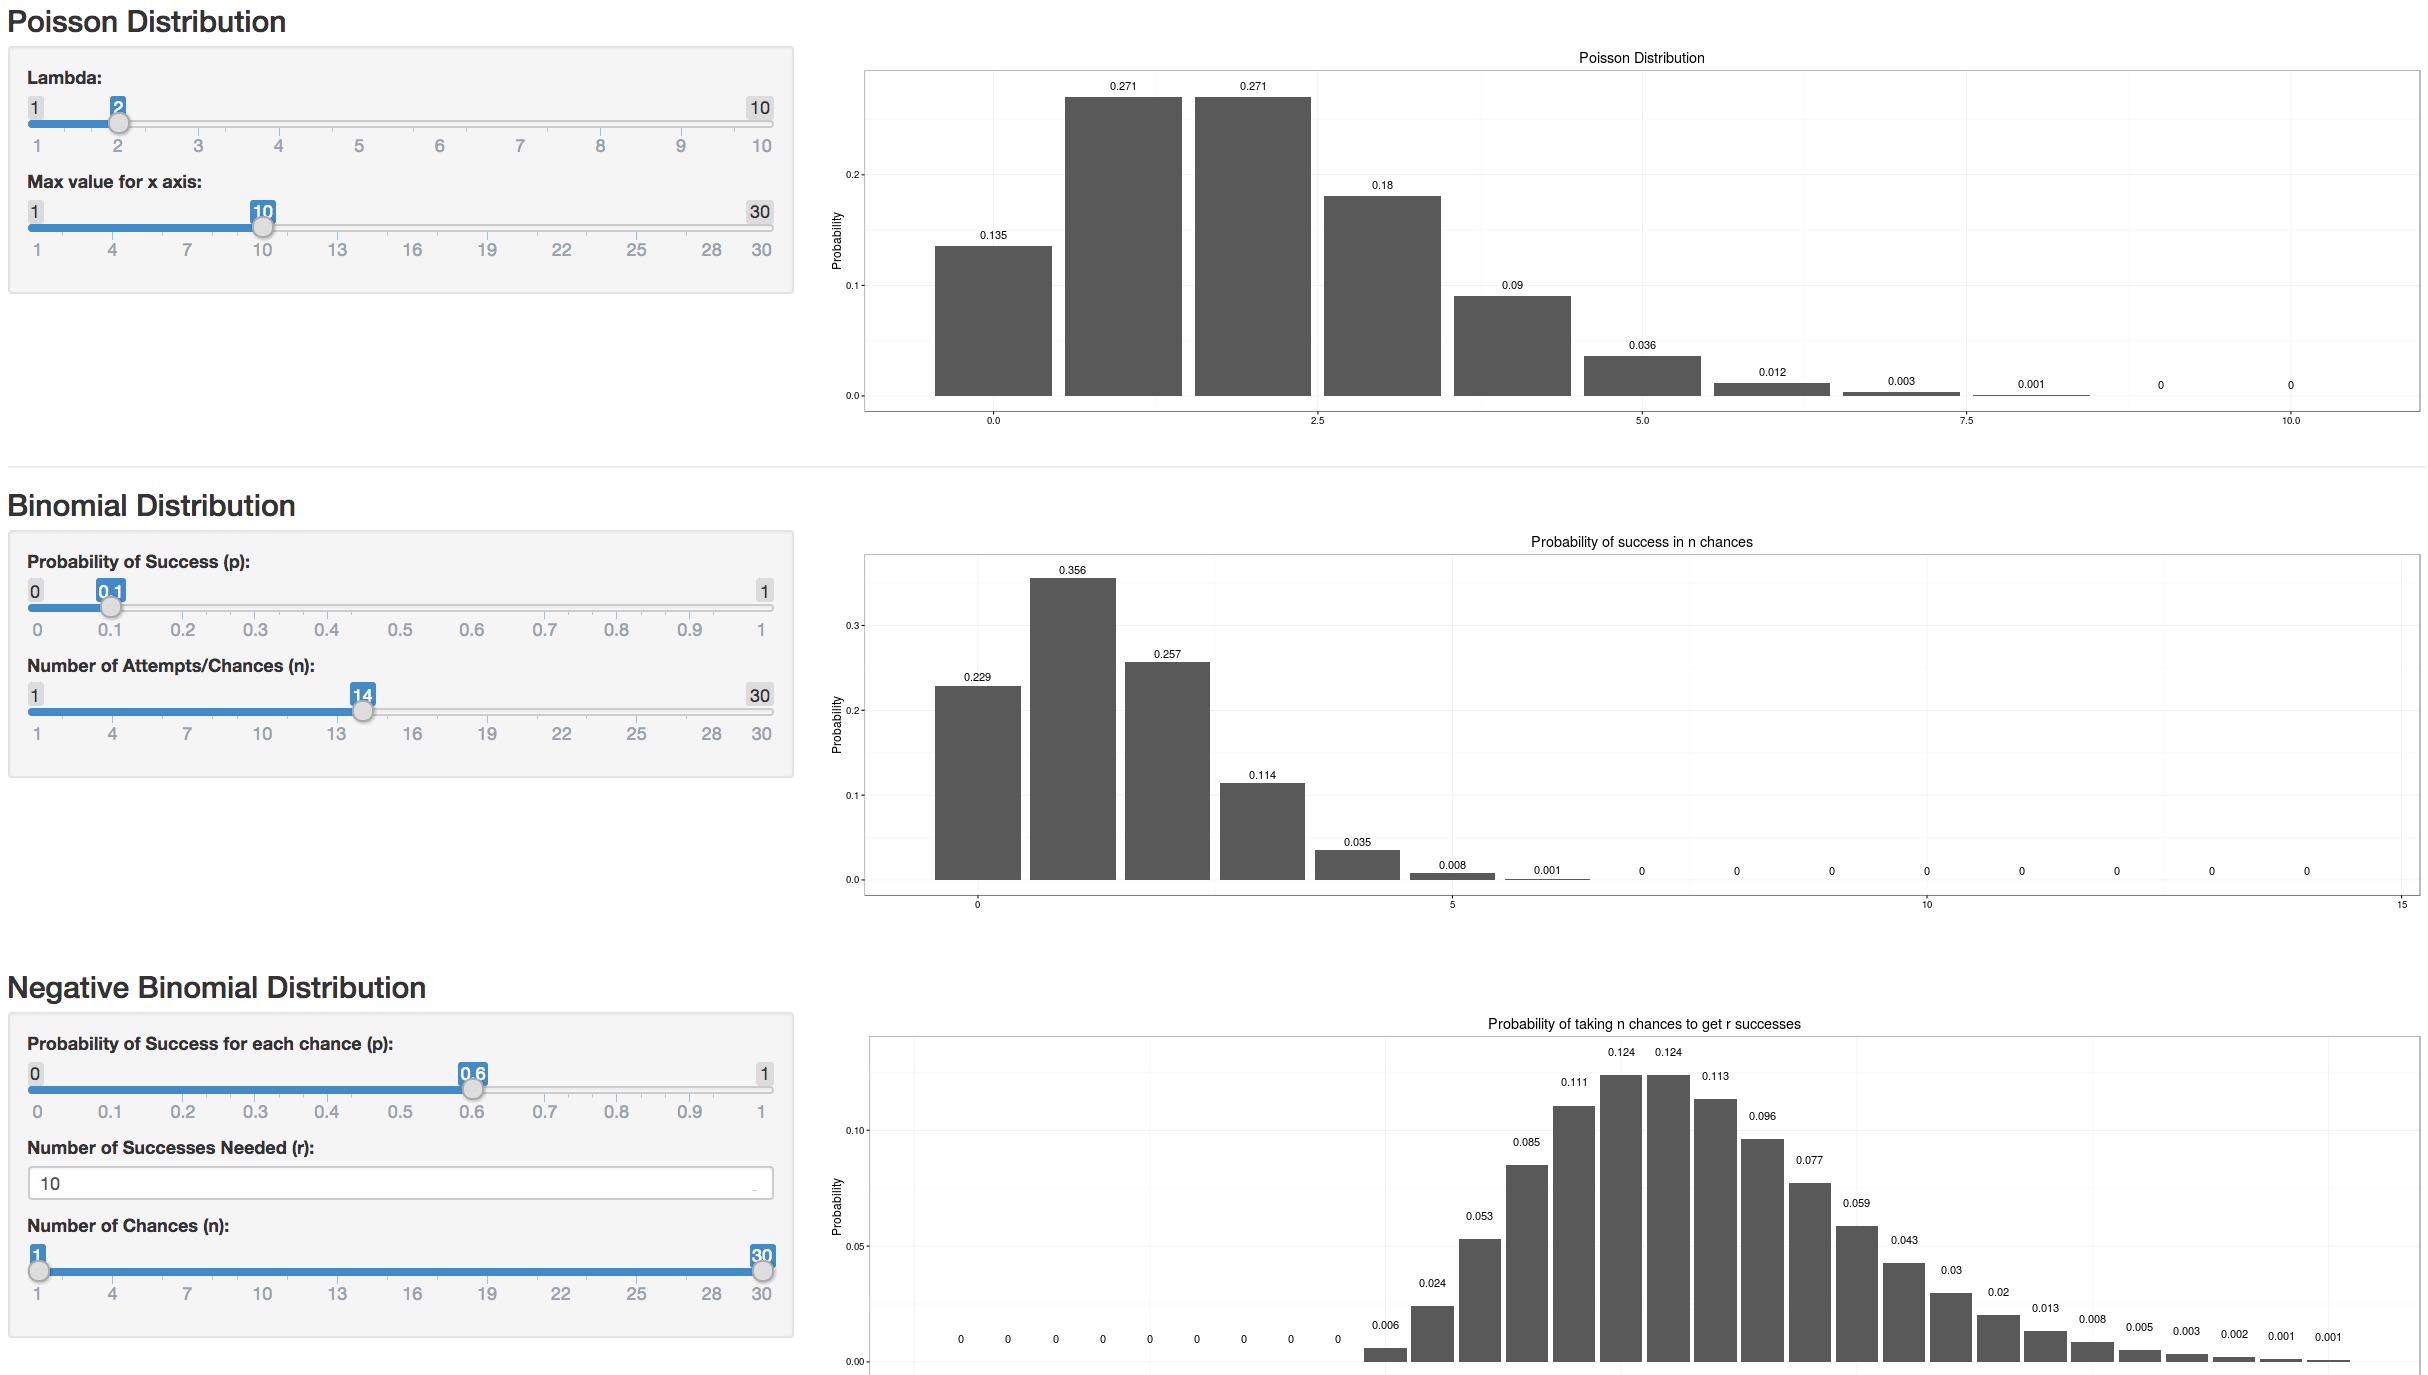 Poisson Distribution
Lambda:
1 2 10
1 2 3 4 5 6 7 8 9 10
Max value for x axis:
1 10 30
1 4 7 10 13 16 19 22 25 28 30
Poisson Distribution
Probability
0.2
0.1
0.0
0.135 0.271 0.271 0.18 0.09 0.036 0.012 0.003 0.001 0 0
0.0 2.5 5.0 7.5 10.0
Binomial Distribution
Probability of Success (p):
0 0.1 1
0 0.1 0.2 0.3 0.4 0.5 0.6 0.7 0.8 0.9 1
Number of Attempts/Chances (n):
1 14 30
1 4 7 10 13 16 19 22 25 28 30
Probability of success in n chances
Probability
0.3
0.2
0.1
0.0
0.229 0.356 0.257 0.114 0.035 0.008 0.001 0 0 0 0 0 0 0 0
0 5 10 15
Negative Binomial Distribution
Probability of Success for each chance (p):
0 0.6 1
0 0.1 0.2 0.3 0.4 0.5 0.6 0.7 0.8 0.9 1
Number of Successes Needed (r):
10
Number of Chances (n):
1 30
1 4 7 10 13 16 19 22 25 28 30
Probability of taking n chances to get r successes
Probability
0.10
0.05
0.00
0 0 0 0 0 0 0 0 0 0.006 0.024 0.053 0.085 0.111 0.124 0.124 0.113 0.096 0.077 0.059 0.043 0.03 0.02 0.013 0.008 0.005 0.003 0.002 0.001 0.001